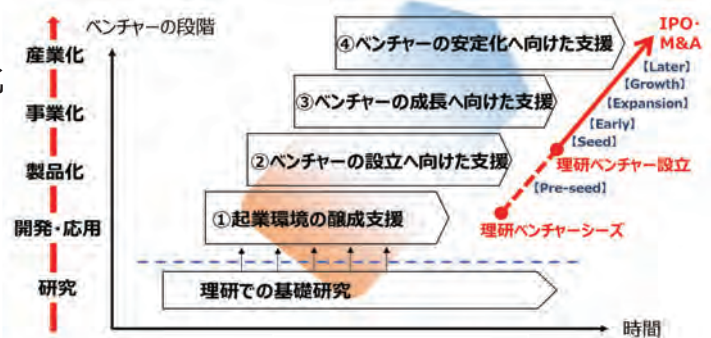 ベンチャーの段階
産業化
事業化
製品化
開発・応用
研究
④ベンチャーの安定化へ向けた支援
③ベンチャーの成長へ向けた支援
②ベンチャーの設立へ向けた支援
①起業環境の醸成支援
理研での基礎研究
時間
IPO・
M&A
【Later】
【Growth】
【Expansion】
【Early】
【Seed】
理研ベンチャー設立
【Pre-seed】
理研ベンチャーシーズ